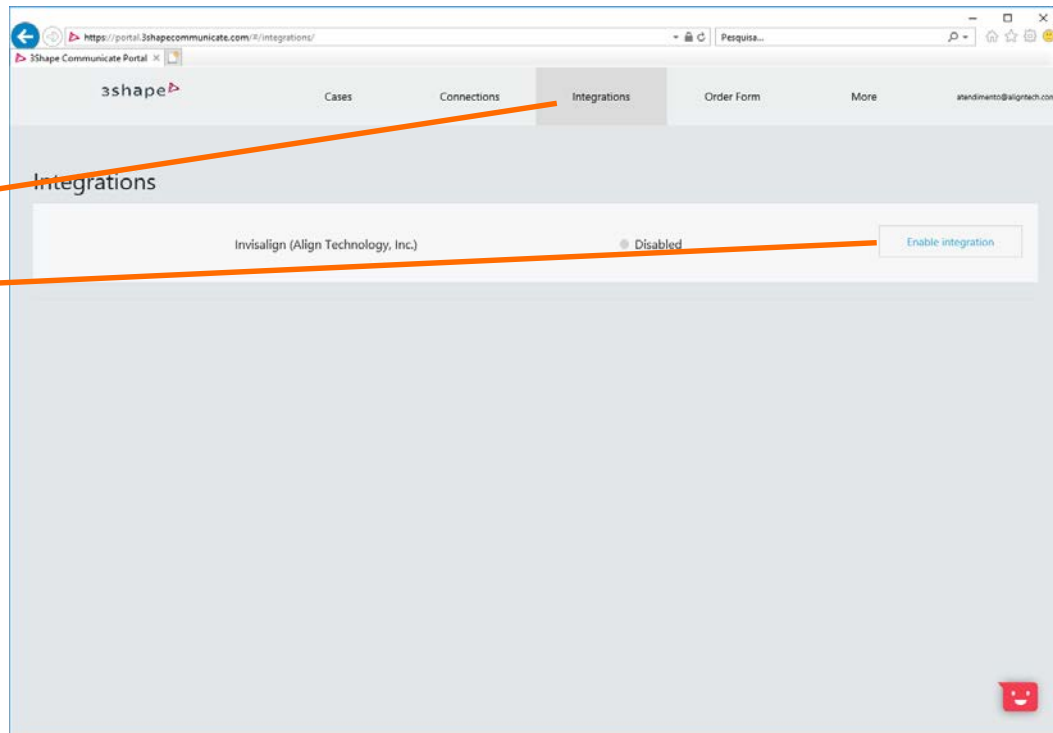 https://portal.3shapecommunicate.com/#/integrations/
Pesquisa...
3Shape Communicate Portal
3shape
Cases
Connections
Integrations
Order Form
More
atendimento@aligntech.com
Integrations
Invisalign (Align Technology, Inc.)
Disabled
Enable integration